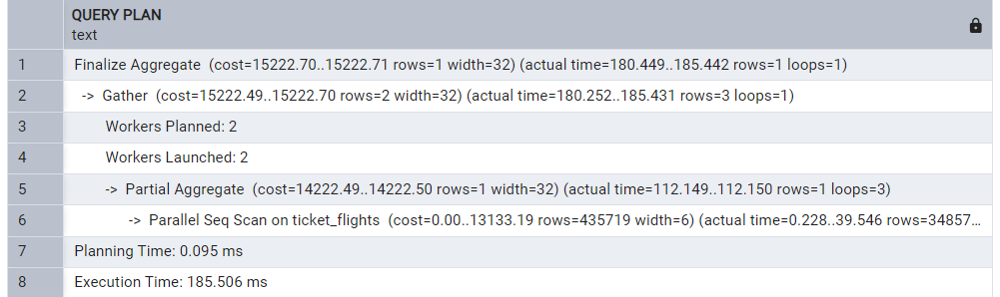 QUERY PLAN
text
1 Finalize Aggregate (cost=15222.70..15222.71 rows=1 width=32) (actual time=180.449..185.442 rows=1 loops=1)
2 -> Gather (cost=15222.49..15222.70 rows=2 width=32) (actual time=180.252..185.431 rows=3 loops=1)
3 Workers Planned: 2
4 Workers Launched: 2
5 -> Partial Aggregate (cost=14222.49..14222.50 rows=1 width=32) (actual time=112.149..112.150 rows=1 loops=3)
6 -> Parallel Seq Scan on ticket_flights (cost=0.00..13133.19 rows=435719 width=6) (actual time=0.228..39.546 rows=34857...
7 Planning Time: 0.095 ms
8 Execution Time: 185.506 ms